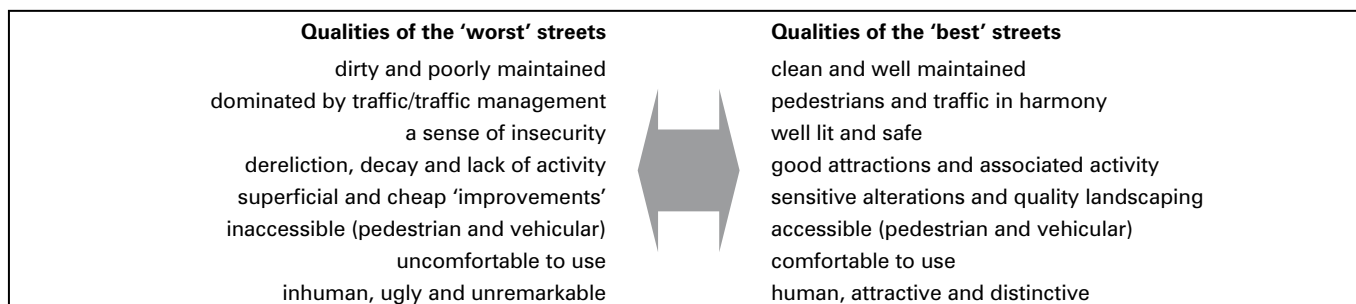 Qualities of the ‘worst’ streets
dirty and poorly maintained
dominated by traffic/traffic management
a sense of insecurity
dereliction, decay and lack of activity
superficial and cheap ‘improvements’
inaccessible (pedestrian and vehicular)
uncomfortable to use
inhuman, ugly and unremarkable
Qualities of the ‘best’ streets
clean and well maintained
pedestrians and traffic in harmony
well lit and safe
good attractions and associated activity
sensitive alterations and quality landscaping
accessible (pedestrian and vehicular)
comfortable to use
human, attractive and distinctive